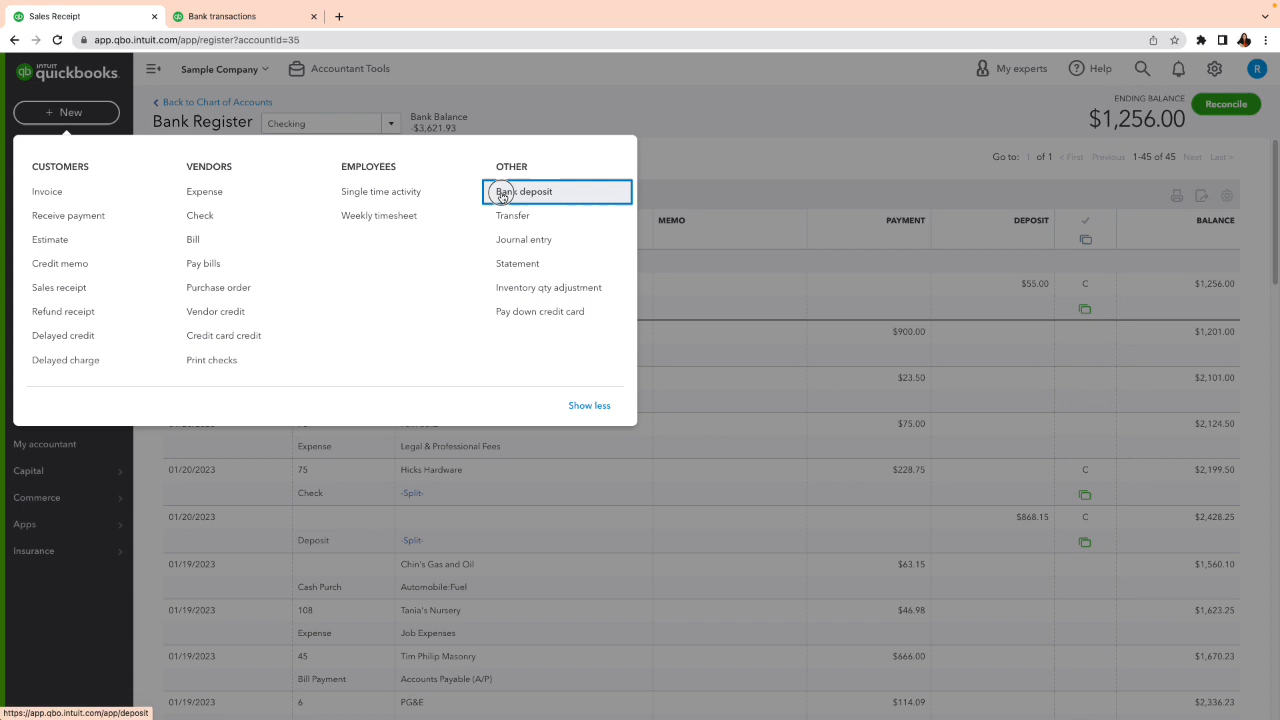 Sales Receipt
Bank transactions
app.qbo.intuit.com/app/register?accountid=35
qb INTUIT quickbooks.
Sample Company
Accountant Tools
My experts
Help
R
+ New
Back to Chart of Accounts
Bank Register
Checking
Bank Balance
-$3,621.93
ENDING BALANCE
$1,256.00
Reconcile
CUSTOMERS
Invoice
Receive payment
Estimate
Credit memo
Sales receipt
Refund receipt
Delayed credit
Delayed charge
VENDORS
Expense
Check
Bill
Pay bills
Purchase order
Vendor credit
Credit card credit
Print checks
EMPLOYEES
Single time activity
Weekly timesheet
OTHER
Bank deposit
Transfer
Journal entry
Statement
Inventory qty adjustment
Pay down credit card
Show less
My accountant
Capital
Commerce
Apps
Insurance
Go to: 1 of 1 < First Previous 1-45 of 45 Next Last >
MEMO PAYMENT DEPOSIT BALANCE
$55.00 C $1,256.00
$900.00 $1,201.00
$23.50 $2,101.00
$75.00 $2,124.50
Expense Legal & Professional Fees
01/20/2023 75 Hicks Hardware $228.75 C $2,199.50
Check -Split-
01/20/2023 $868.15 C $2,428.25
Deposit -Split-
01/19/2023 Chin's Gas and Oil $63.15 $1,560.10
Cash Purch Automobile:Fuel
01/19/2023 108 Tania's Nursery $46.98 $1,623.25
Expense Job Expenses
01/19/2023 45 Tim Philip Masonry $666.00 $1,670.23
Bill Payment Accounts Payable (A/P)
01/19/2023 6 PG&E $114.09 $2,336.23
https://app.qbo.intuit.com/app/deposit